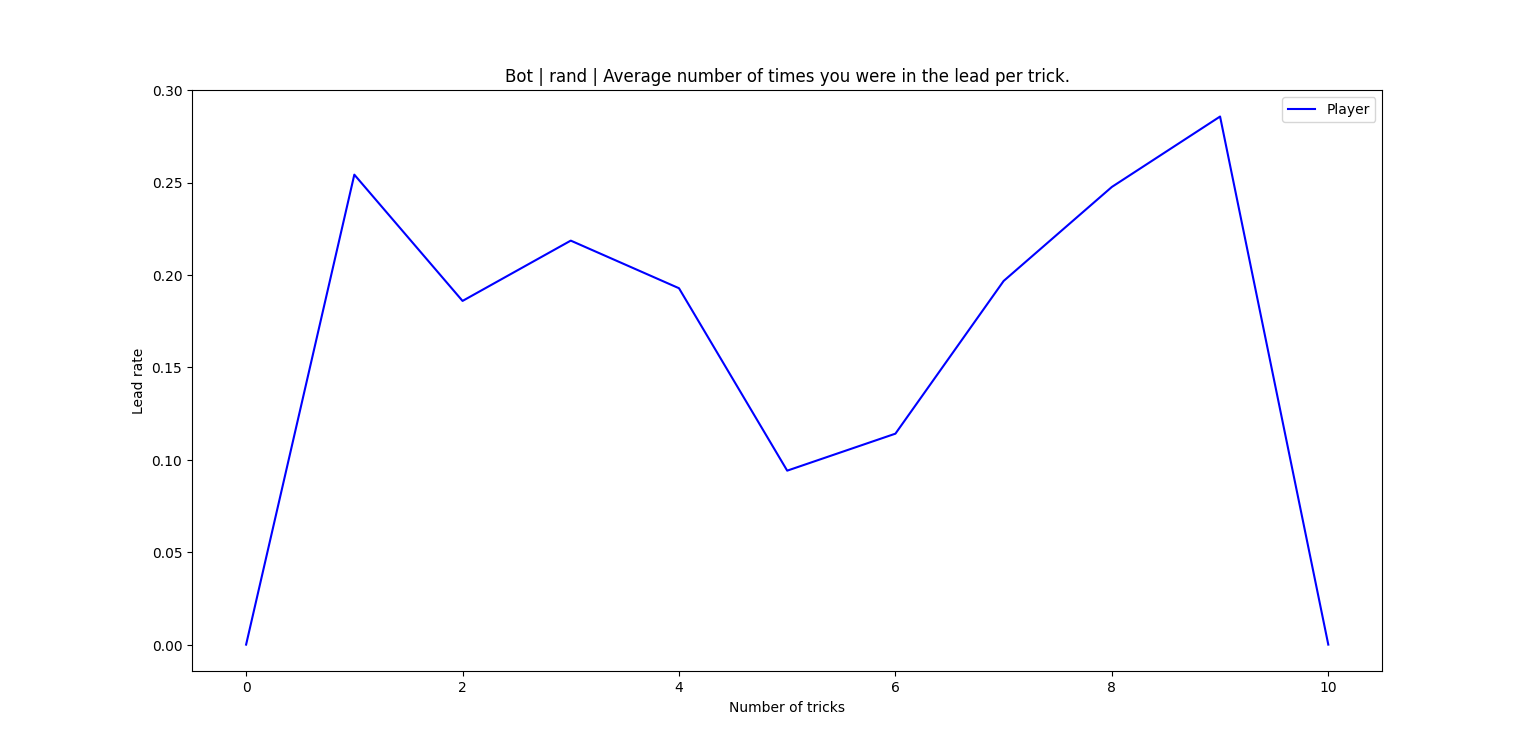 Bot | rand | Average number of times you were in the lead per trick.
Player
0.30
0.25
0.20
0.15
0.10
0.05
0.00
Lead rate
0 2 4 6 8 10
Number of tricks